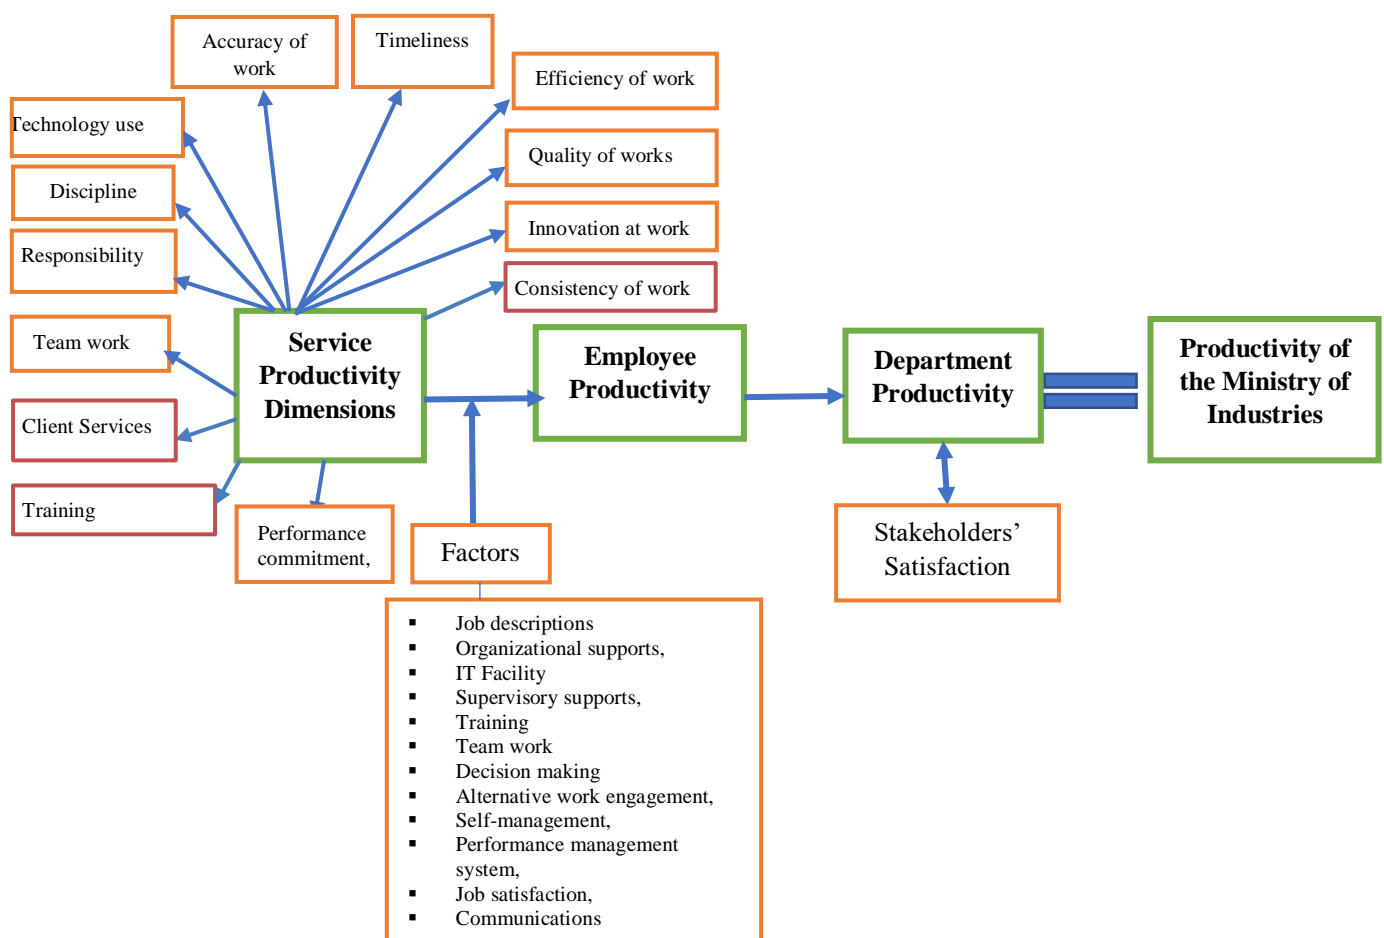 Accuracy of
work
Timeliness
Efficiency of work
Technology use
Quality of works
Discipline
Innovation at work
Responsibility
Consistency of work
Team work
Client Services
Training
Service
Productivity
Dimensions
Employee
Productivity
Department
Productivity
Productivity of
the Ministry of
Industries
Performance
commitment,
Factors
Stakeholders’
Satisfaction
▪ Job descriptions
▪ Organizational supports,
▪ IT Facility
▪ Supervisory supports,
▪ Training
▪ Team work
▪ Decision making
▪ Alternative work engagement,
▪ Self-management,
▪ Performance management
system,
▪ Job satisfaction,
▪ Communications